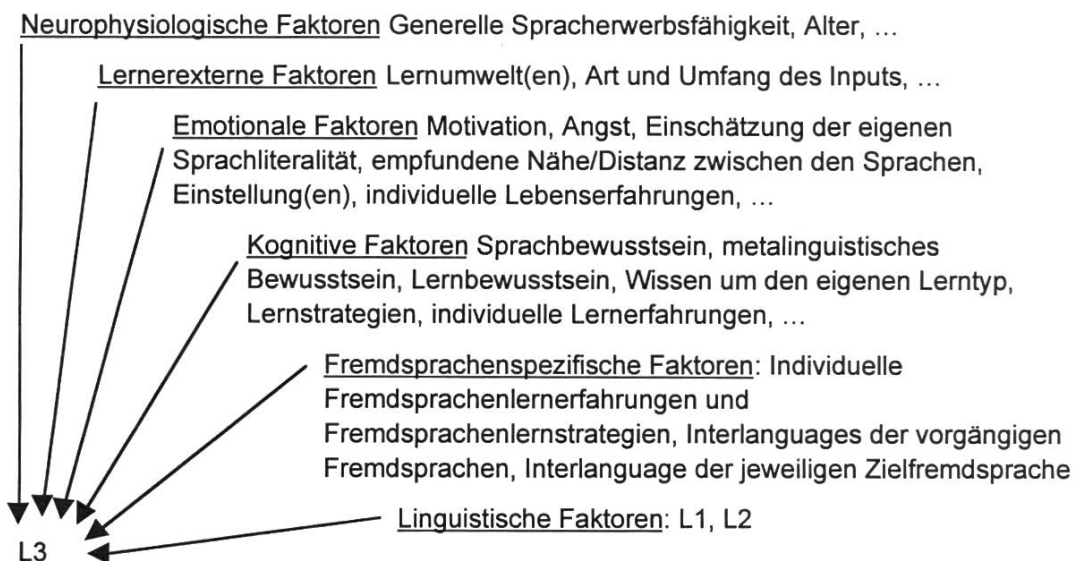 Neurophysiologische Faktoren Generelle Spracherwerbsfähigkeit, Alter, …
Lernerexterne Faktoren Lernumwelt(en), Art und Umfang des Inputs, …
Emotionale Faktoren Motivation, Angst, Einschätzung der eigenen
Sprachliteralität, empfundene Nähe/Distanz zwischen den Sprachen,
Einstellung(en), individuelle Lebenserfahrungen, …
Kognitive Faktoren Sprachbewusstsein, metalinguistisches
Bewusstsein, Lernbewusstsein, Wissen um den eigenen Lerntyp,
Lernstrategien, individuelle Lernerfahrungen, …
Fremdsprachenspezifische Faktoren: Individuelle
Fremdsprachenlernerfahrungen und
Fremdsprachenlernstrategien, Interlanguages der vorgängigen
Fremdsprachen, Interlanguage der jeweiligen Zielfremdsprache
Linguistische Faktoren: L1, L2
L3